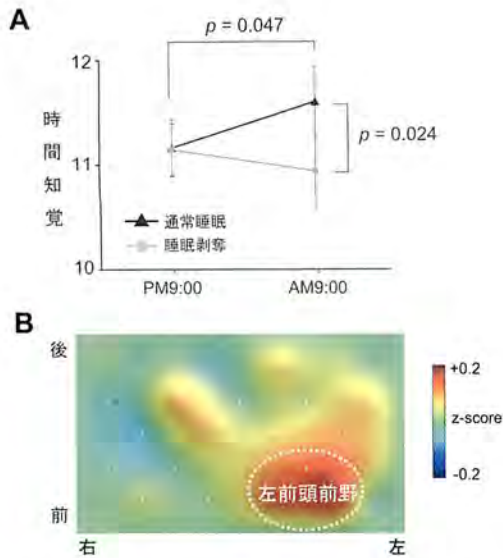 A
p = 0.047
12
時間知覚
p = 0.024
11
通常睡眠
睡眠剥奪
10
PM9:00
AM9:00
B
後
+0.2
z-score
左前頭前野
-0.2
前
右
左